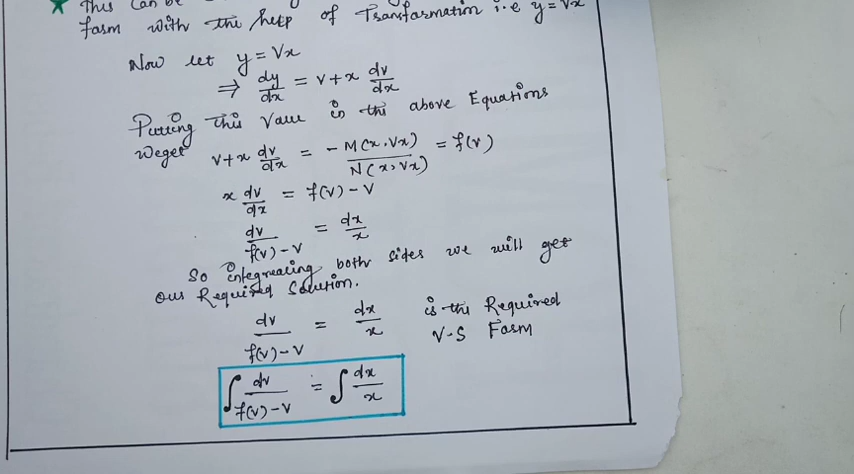 ★ This can be
form with the help of Transformation i.e y = Vx
Now let y = Vx
⇒ dy/dx = v + x dv/dx
Putting this Value in the above Equations
We get v + x dv/dx = -M(x, Vx)/N(x, Vx) = f(v)
x dv/dx = f(v) - v
dv/f(v) - v = dx/x
So integreating both sides we will get
our Required Solution.
dv/f(v) - v = dx/x is the Required
V-S Form
∫ dv/f(v) - v = ∫ dx/x